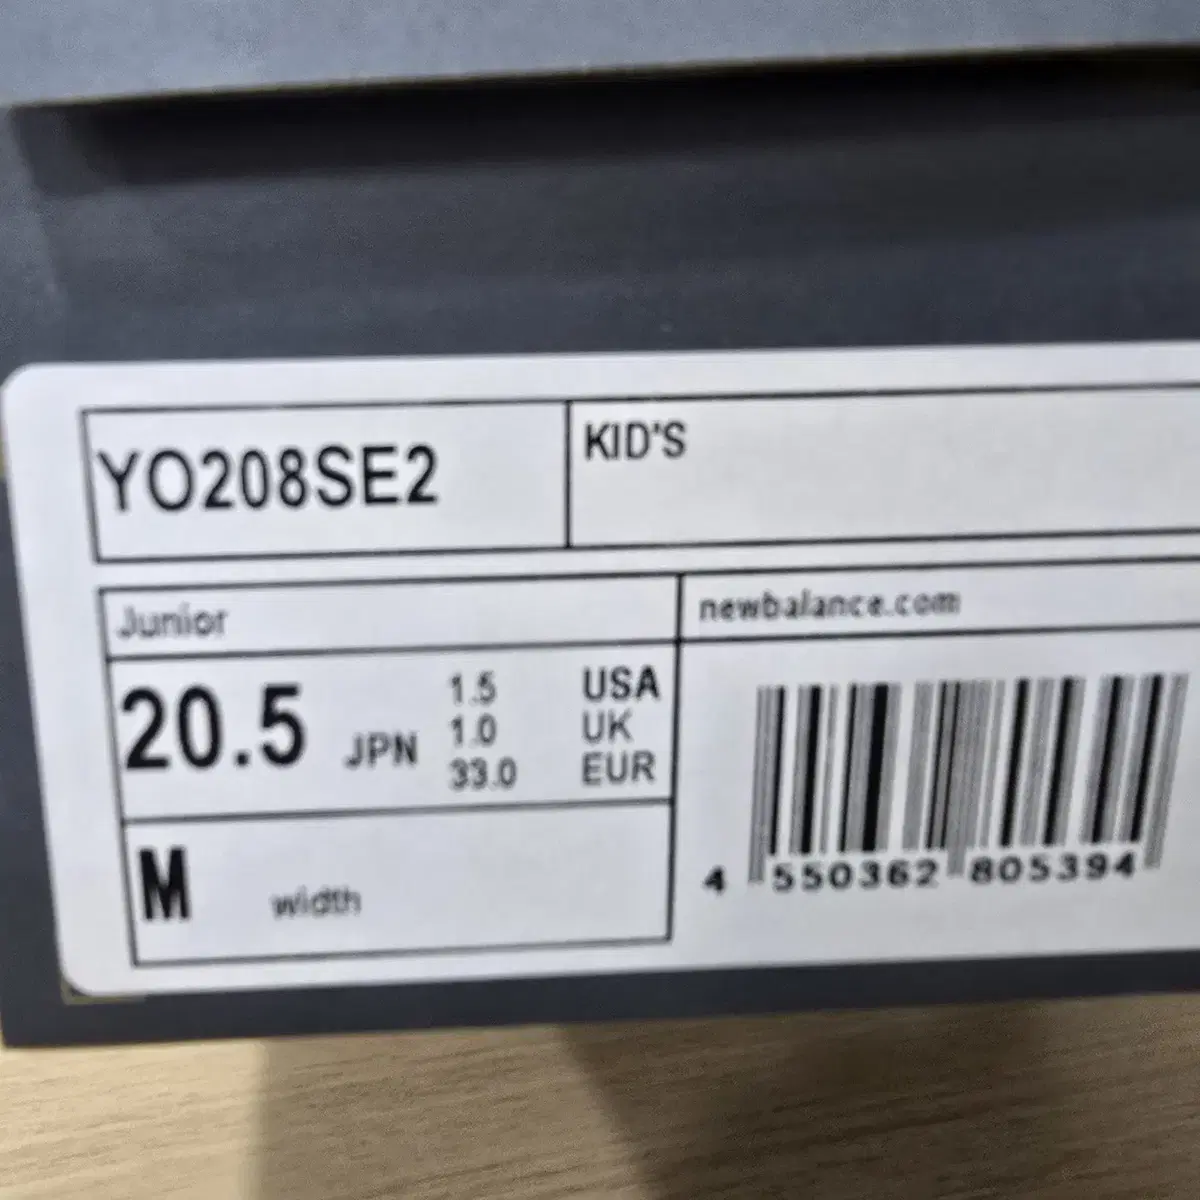 YO208SE2
KID'S
Junior
newbalance.com
20.5 JPN
1.5 USA
1.0 UK
33.0 EUR
M width
4 550362 805394